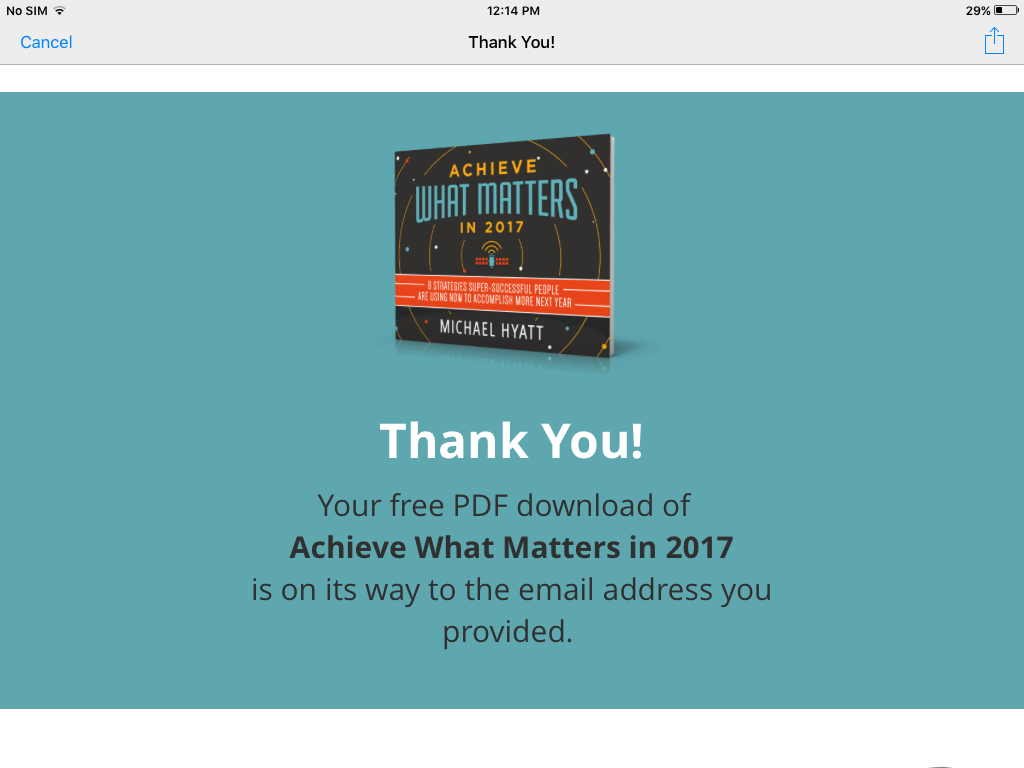 No SIM 12:14 PM 29%
Cancel Thank You!
ACHIEVE
WHAT MATTERS
IN 2017
8 STRATEGIES SUPER-SUCCESSFUL PEOPLE
ARE USING NOW TO ACCOMPLISH MORE NEXT YEAR
MICHAEL HYATT
Thank You!
Your free PDF download of
Achieve What Matters in 2017
is on its way to the email address you
provided.